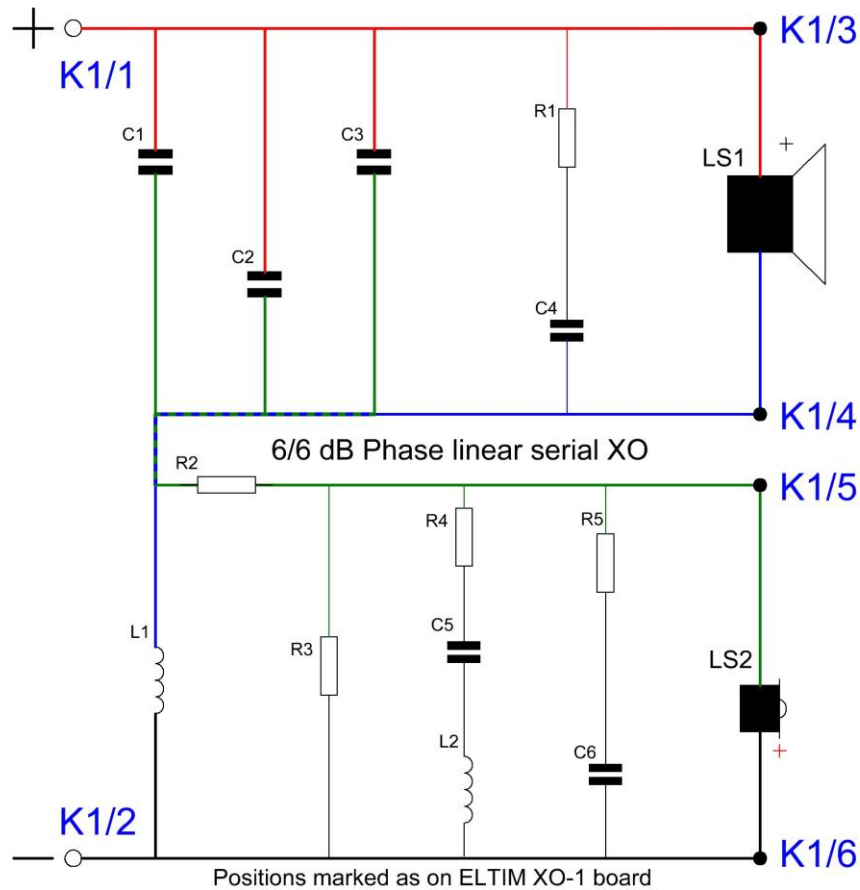 + K1/3
K1/1
C1 C3 R1
LS1 +
C2
C4
K1/4
6/6 dB Phase linear serial XO
R2 K1/5
R4 R5
L1 R3 C5 LS2
L2 C6 +
K1/2
− K1/6
Positions marked as on ELTIM XO-1 board